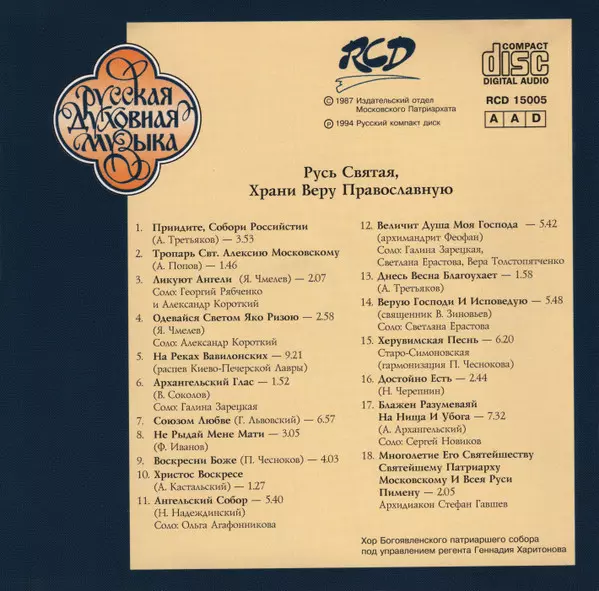 Русская
Духовная
Музыка
RCD
COMPACT
disc
DIGITAL AUDIO
© 1987 Издательский отдел
Московского Патриархата
℗ 1994 Русский компакт диск
RCD 15005
A A D
Русь Святая,
Храни Веру Православную
1. Приидите, Собори Россійстии
(А. Третьяков) — 3.53
2. Тропарь Свт. Алексию Московскому
(А. Попов) — 1.46
3. Ликуют Ангели (Я. Чмелев) — 2.07
Соло: Георгий Рябченко
и Александр Короткий
4. Одевайся Светом Яко Ризою — 2.58
(Я. Чмелев)
Соло: Александр Короткий
5. На Реках Вавилонских — 9.21
(распев Киево-Печерской Лавры)
6. Архангельский Глас — 1.52
(В. Соколов)
Соло: Галина Зарецкая
7. Союзом Любве (Г. Львовский) — 6.57
8. Не Рыдай Мене Мати — 3.05
(Ф. Иванов)
9. Воскресни Боже (П. Чесноков) — 4.03
10. Христос Воскресе
(А. Кастальский) — 1.27
11. Ангельский Собор — 5.40
(Н. Надеждинский)
Соло: Ольга Агафонникова
12. Величит Душа Моя Господа — 5.42
(архимандрит Феофан)
Соло: Галина Зарецкая,
Светлана Ерастова, Вера Толстопятченко
13. Днесь Весна Благоухает — 1.58
(А. Третьяков)
14. Верую Господи И Исповедую — 5.48
(священник В. Зиновьев)
Соло: Светлана Ерастова
15. Херувимская Песнь — 6.20
Старо-Симоновская
(гармонизация П. Чеснокова)
16. Достойно Есть — 2.44
(Н. Черепнин)
17. Блажен Разумеваяй
На Нища И Убога — 7.32
(А. Архангельский)
Соло: Сергей Новиков
18. Многолетие Его Святейшеству
Святейшему Патриарху
Московскому И Всея Руси
Пимену — 2.05
Архидиакон Стефан Гавшев
Хор Богоявленского патриаршего собора
под управлением регента Геннадия Харитонова